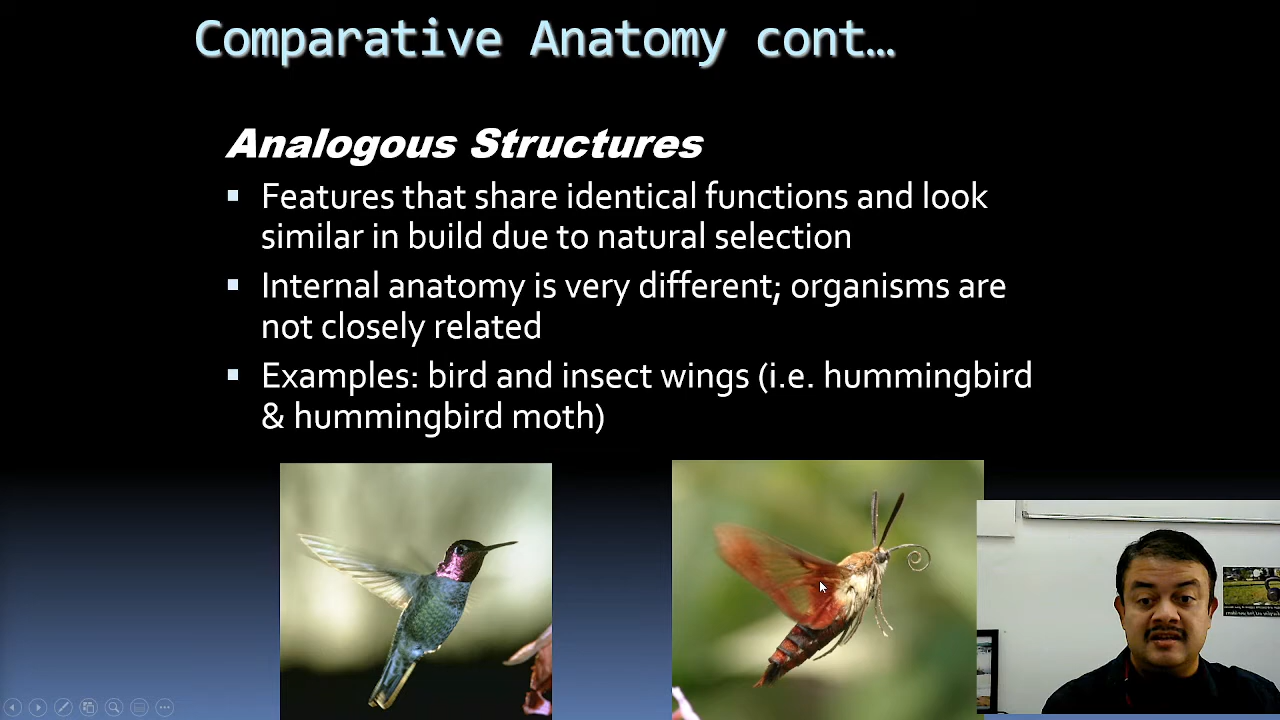 Comparative Anatomy cont…
Analogous Structures
▪ Features that share identical functions and look
similar in build due to natural selection
▪ Internal anatomy is very different; organisms are
not closely related
▪ Examples: bird and insect wings (i.e. hummingbird
& hummingbird moth)